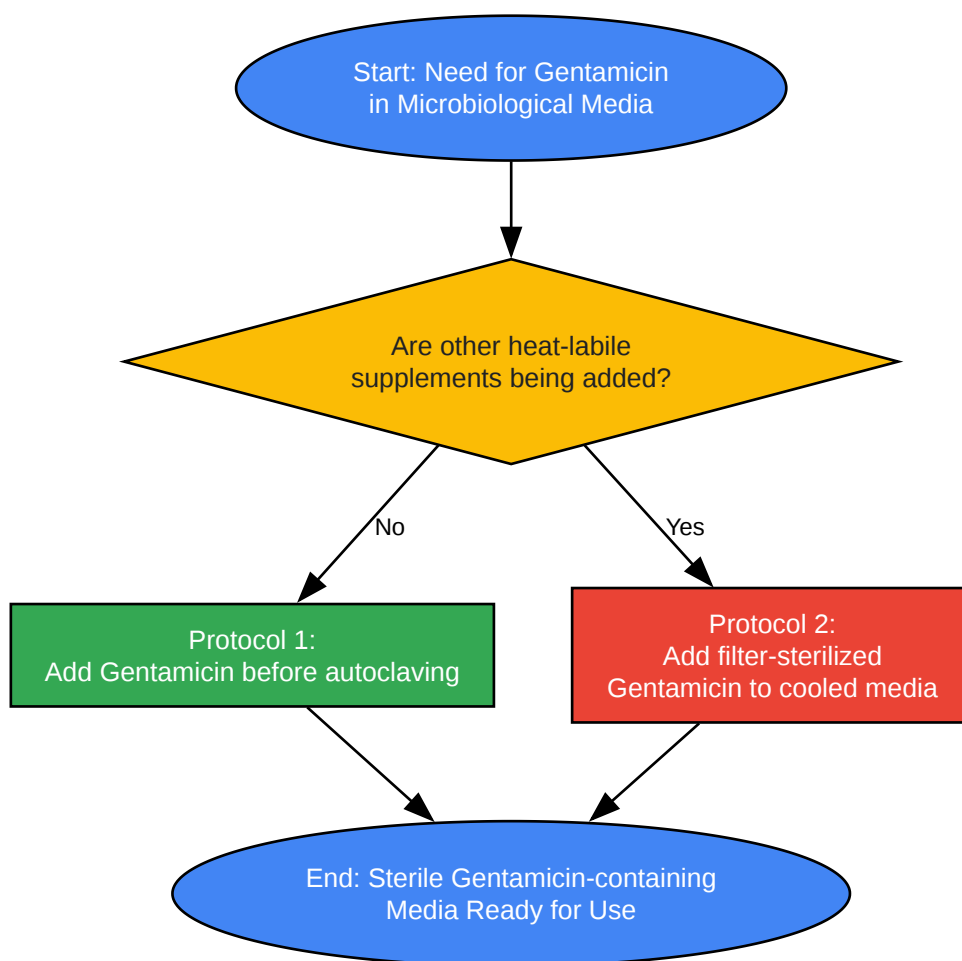 Start: Need for Gentamicin
in Microbiological Media
Are other heat-labile
supplements being added?
No
Yes
Protocol 1:
Add Gentamicin before autoclaving
Protocol 2:
Add filter-sterilized
Gentamicin to cooled media
End: Sterile Gentamicin-containing
Media Ready for Use